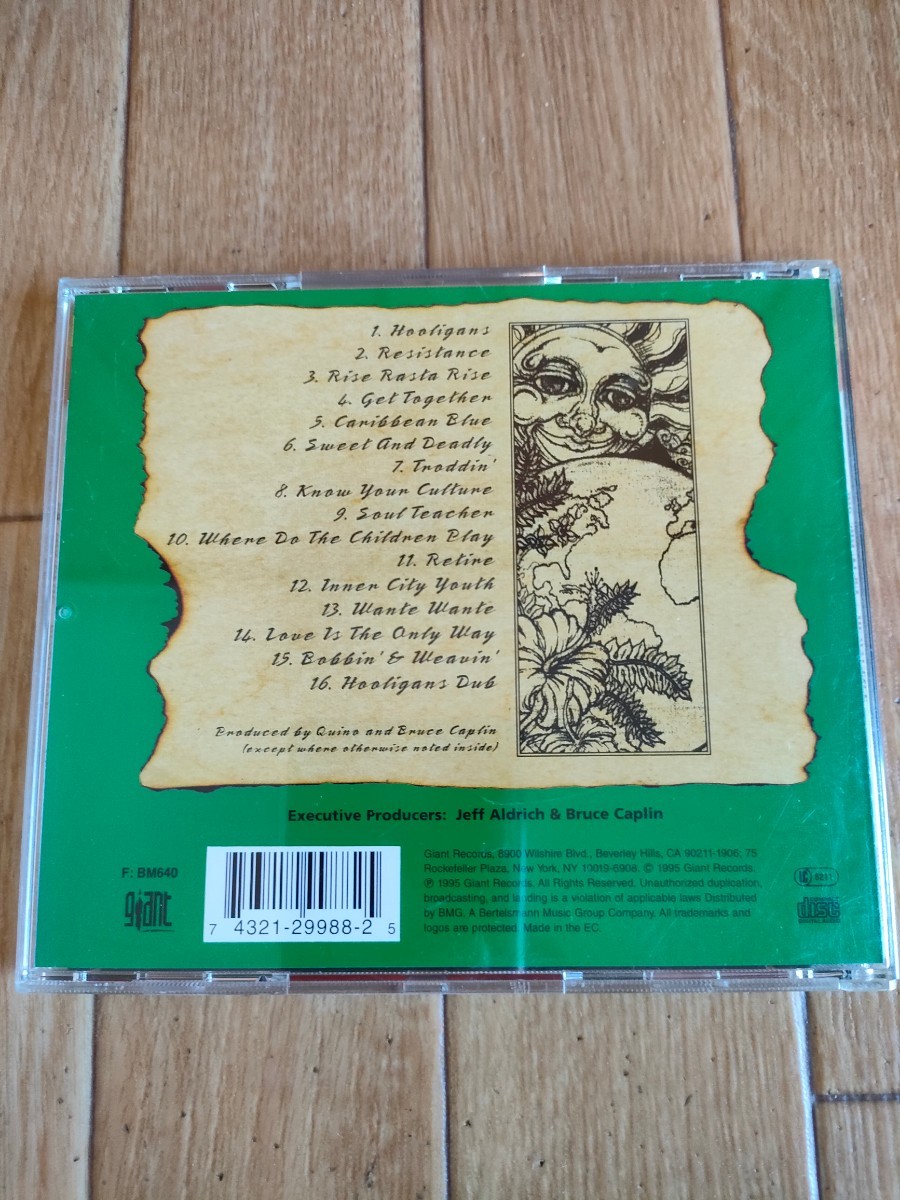 1. Hooligans
2. Resistance
3. Rise Rasta Rise
4. Get Together
5. Caribbean Blue
6. Sweet And Deadly
7. Troddin'
8. Know Your Culture
9. Soul Teacher
10. Where Do The Children Play
11. Retire
12. Inner City Youth
13. Wante Wante
14. Love Is The Only Way
15. Bobbin' & Weavin'
16. Hooligans Dub
Produced by Quino and Bruce Caplin
(except where otherwise noted inside)
Executive Producers: Jeff Aldrich & Bruce Caplin
F: BM640
giant
7 4321-29988-2 5
Giant Records, 8900 Wilshire Blvd., Beverley Hills, CA 90211-1906; 75
Rockefeller Plaza, New York, NY 10019-6908. © 1995 Giant Records.
℗ 1995 Giant Records. All Rights Reserved. Unauthorized duplication,
broadcasting, and landing is a violation of applicable laws Distributed
by BMG. A Bertelsmann Music Group Company. All trademarks and
logos are protected. Made in the EC.
LC
disc